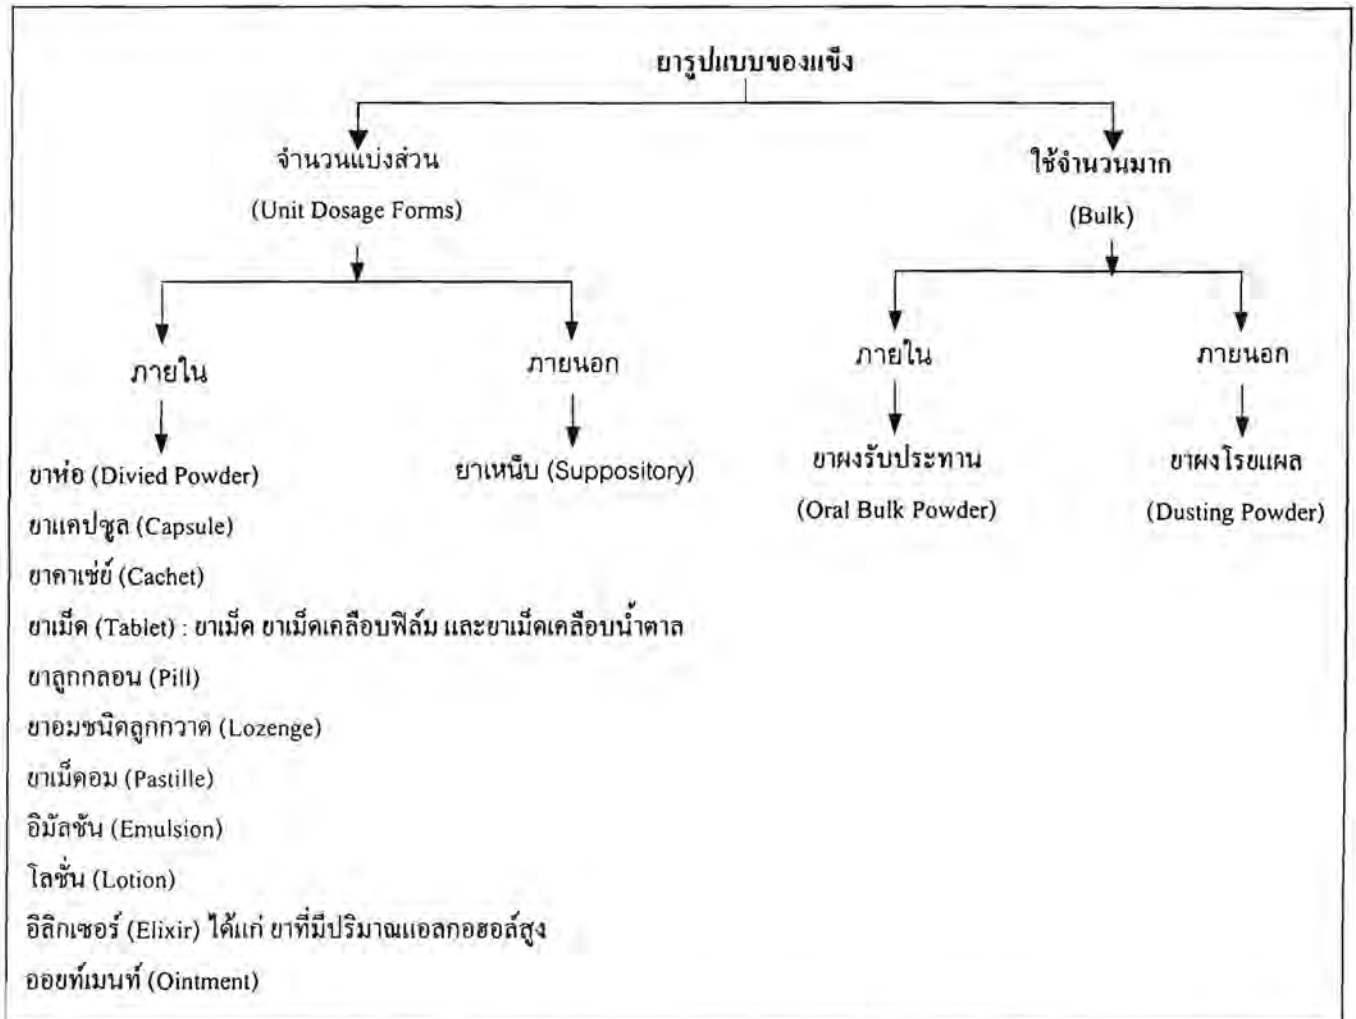 ยารูปแบบของแข็ง
จำนวนแบ่งส่วน
(Unit Dosage Forms)
ใช้จำนวนมาก
(Bulk)
ภายใน
ภายนอก
ภายใน
ภายนอก
ยาห่อ (Divied Powder)
ยาเหน็บ (Suppository)
ยาผงรับประทาน
(Oral Bulk Powder)
ยาผงโรยแผล
(Dusting Powder)
ยาแคปซูล (Capsule)
ยาคาเช่ย์ (Cachet)
ยาเม็ด (Tablet) : ยาเม็ด ยาเม็ดเคลือบฟิล์ม และยาเม็ดเคลือบน้ำตาล
ยาลูกกลอน (Pill)
ยาอมชนิดลูกกวาด (Lozenge)
ยาเม็ดอม (Pastille)
อิมัลชัน (Emulsion)
โลชั่น (Lotion)
อิลิกเซอร์ (Elixir) ได้แก่ ยาที่มีปริมาณแอลกอฮอล์สูง
ออยท์เมนท์ (Ointment)